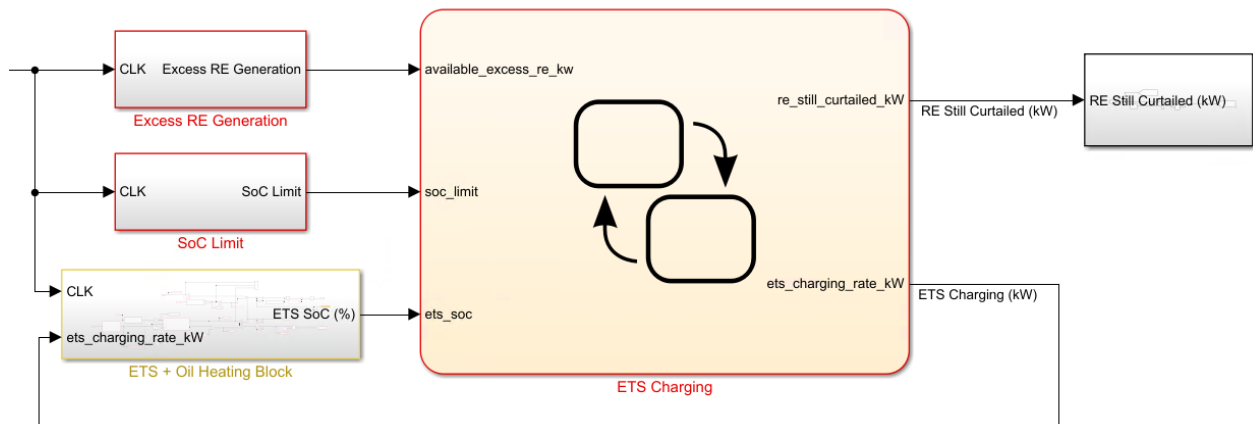 CLK
Excess RE Generation
Excess RE Generation
available_excess_re_kw
re_still_curtailed_kW
RE Still Curtailed (kW)
RE Still Curtailed (kW)
CLK
SoC Limit
SoC Limit
soc_limit
CLK
ETS SoC (%)
ets_charging_rate_kW
ETS + Oil Heating Block
ets_soc
ets_charging_rate_kW
ETS Charging (kW)
ETS Charging